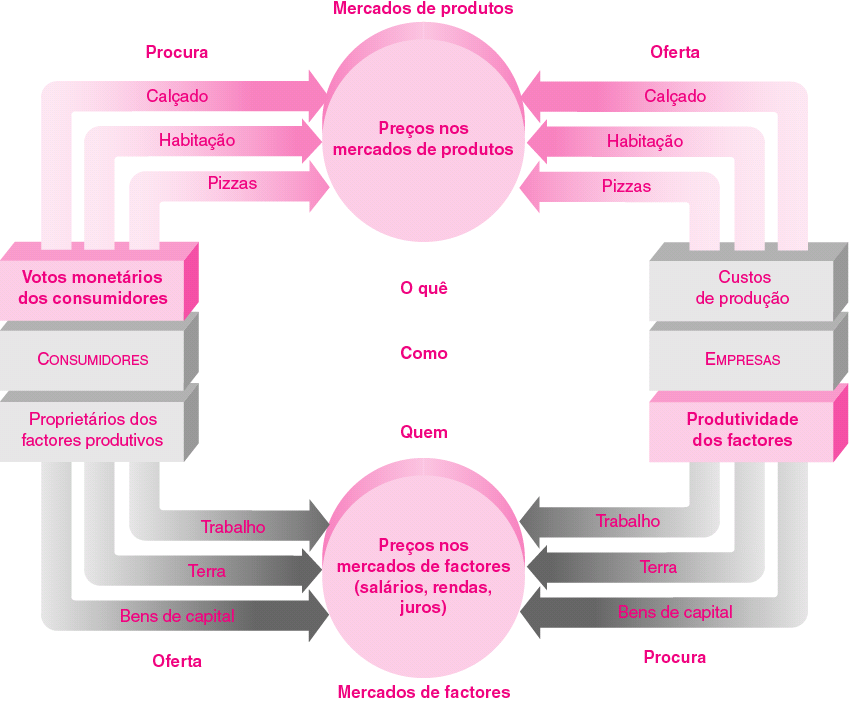 Mercados de produtos
Procura
Oferta
Calçado
Calçado
Preços nos
mercados de produtos
Habitação
Habitação
Pizzas
Pizzas
Votos monetários
dos consumidores
O quê
Custos
de produção
CONSUMIDORES
Como
EMPRESAS
Proprietários dos
factores produtivos
Quem
Produtividade
dos factores
Trabalho
Trabalho
Preços nos
mercados de factores
(salários, rendas,
juros)
Terra
Terra
Bens de capital
Bens de capital
Oferta
Procura
Mercados de factores